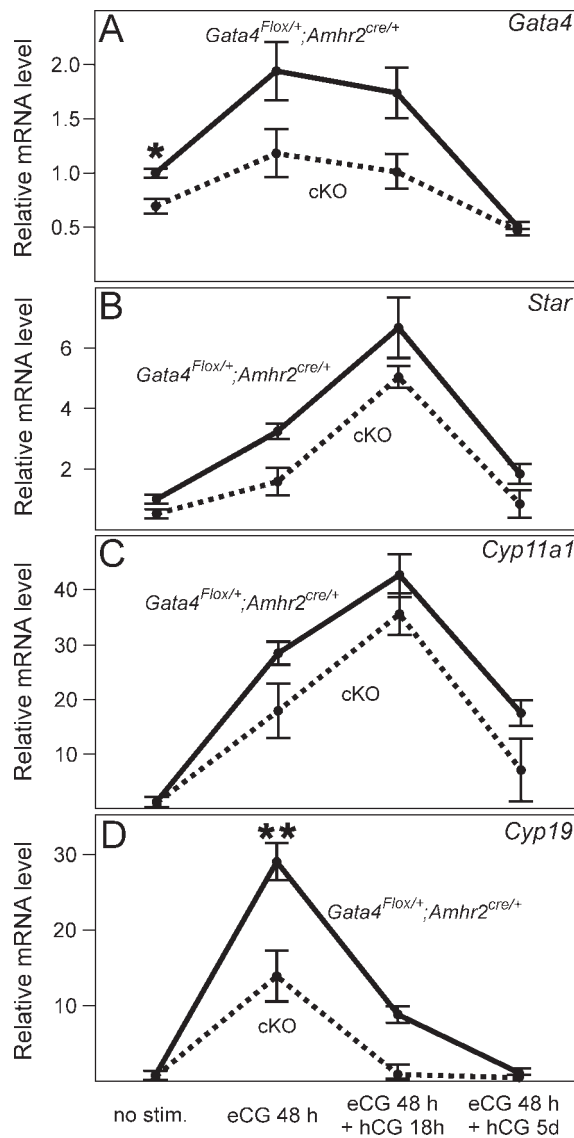 A
Gata4Flox/+;Amhr2cre/+
Gata4
Relative mRNA level
2.0
1.5
*
1.0
cKO
0.5
B
Star
Relative mRNA level
6
Gata4Flox/+;Amhr2cre/+
4
cKO
2
C
Cyp11a1
Relative mRNA level
40
Gata4Flox/+;Amhr2cre/+
30
cKO
20
10
D
**
Cyp19
Relative mRNA level
30
Gata4Flox/+;Amhr2cre/+
20
cKO
10
no stim.
eCG 48 h
eCG 48 h
+ hCG 18h
eCG 48 h
+ hCG 5d